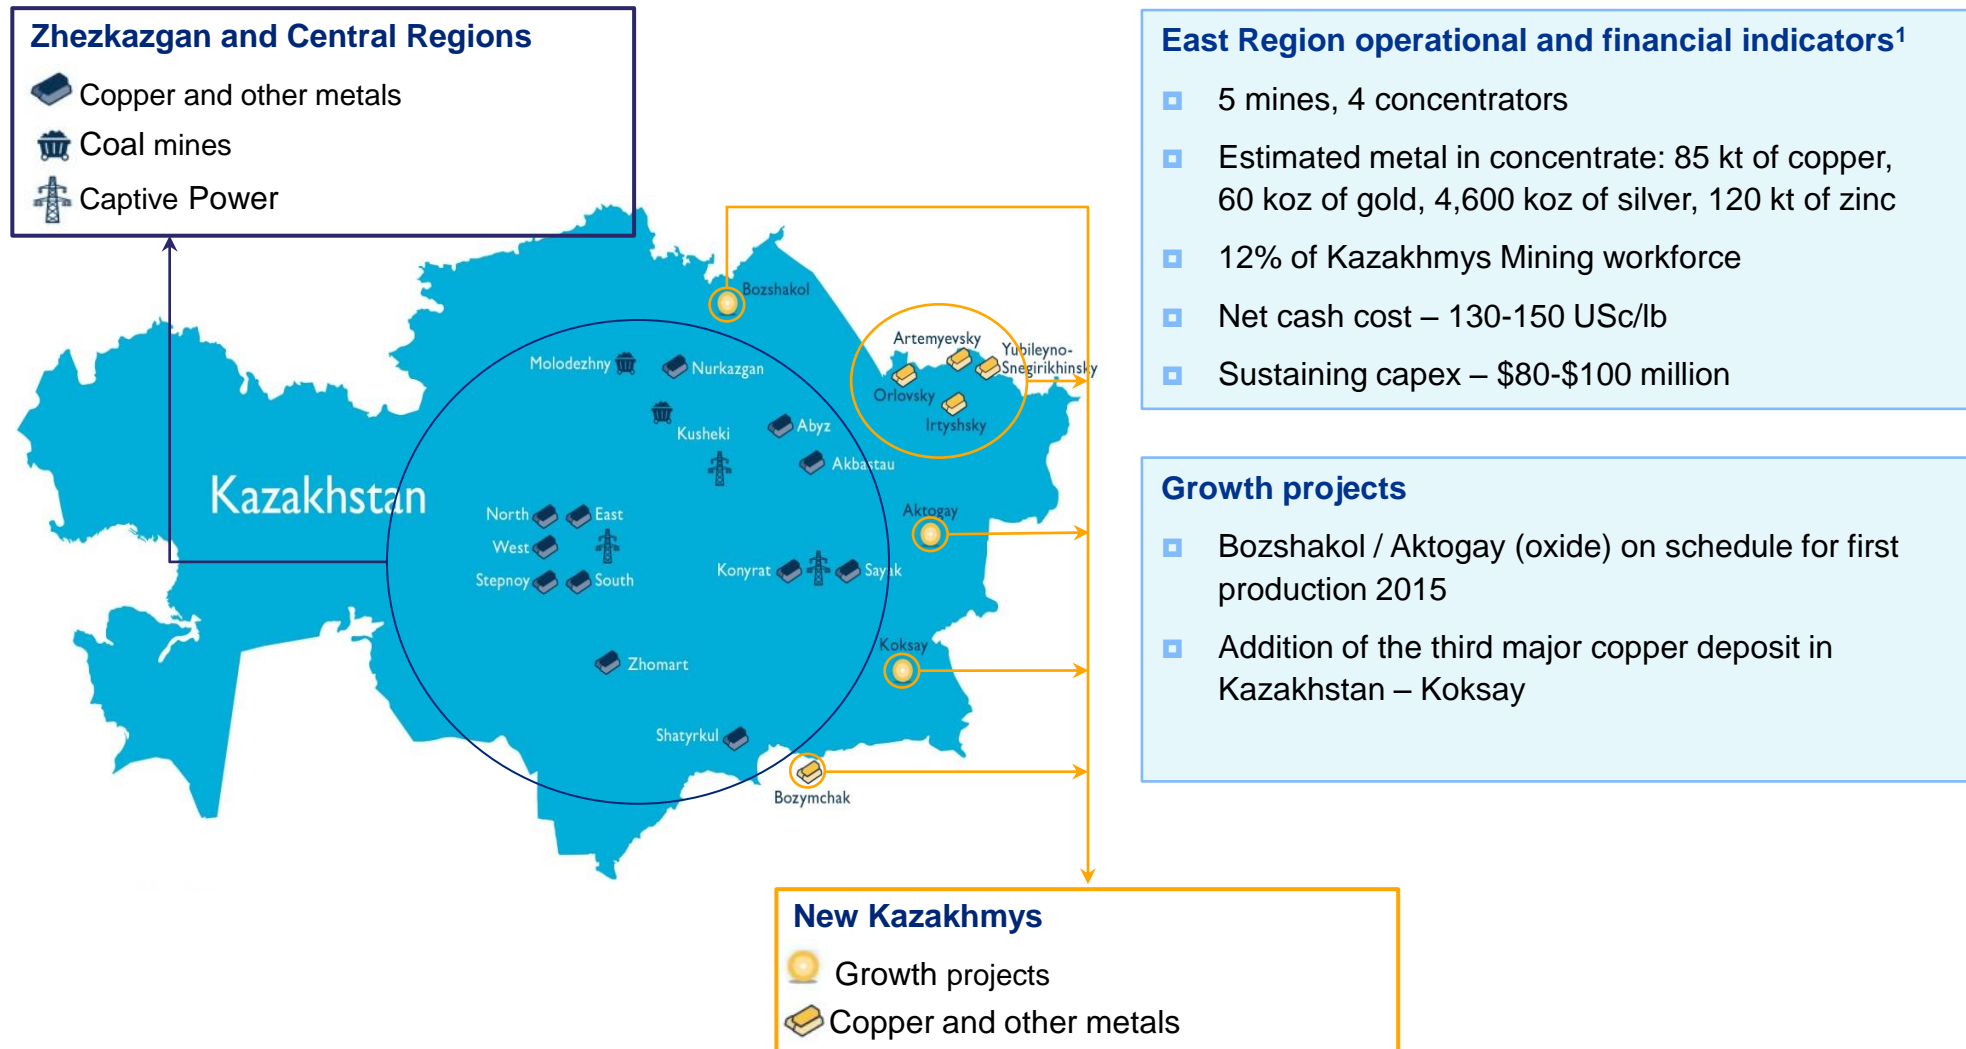 Zhezkazgan and Central Regions
Copper and other metals
Coal mines
Captive Power
East Region operational and financial indicators¹
5 mines, 4 concentrators
Estimated metal in concentrate: 85 kt of copper,
60 koz of gold, 4,600 koz of silver, 120 kt of zinc
12% of Kazakhmys Mining workforce
Net cash cost – 130-150 USc/lb
Sustaining capex – $80-$100 million
Growth projects
Bozshakol / Aktogay (oxide) on schedule for first
production 2015
Addition of the third major copper deposit in
Kazakhstan – Koksay
Kazakhstan
Bozshakol
Artemyevsky
Yubileyno-
Snegirikhinsky
Orlovsky
Irtyshsky
Molodezhny
Nurkazgan
Kusheki
Abyz
Akbastau
North
East
West
Stepnoy
South
Aktogay
Konyrat
Sayak
Koksay
Zhomart
Shatyrkul
Bozymchak
New Kazakhmys
Growth projects
Copper and other metals